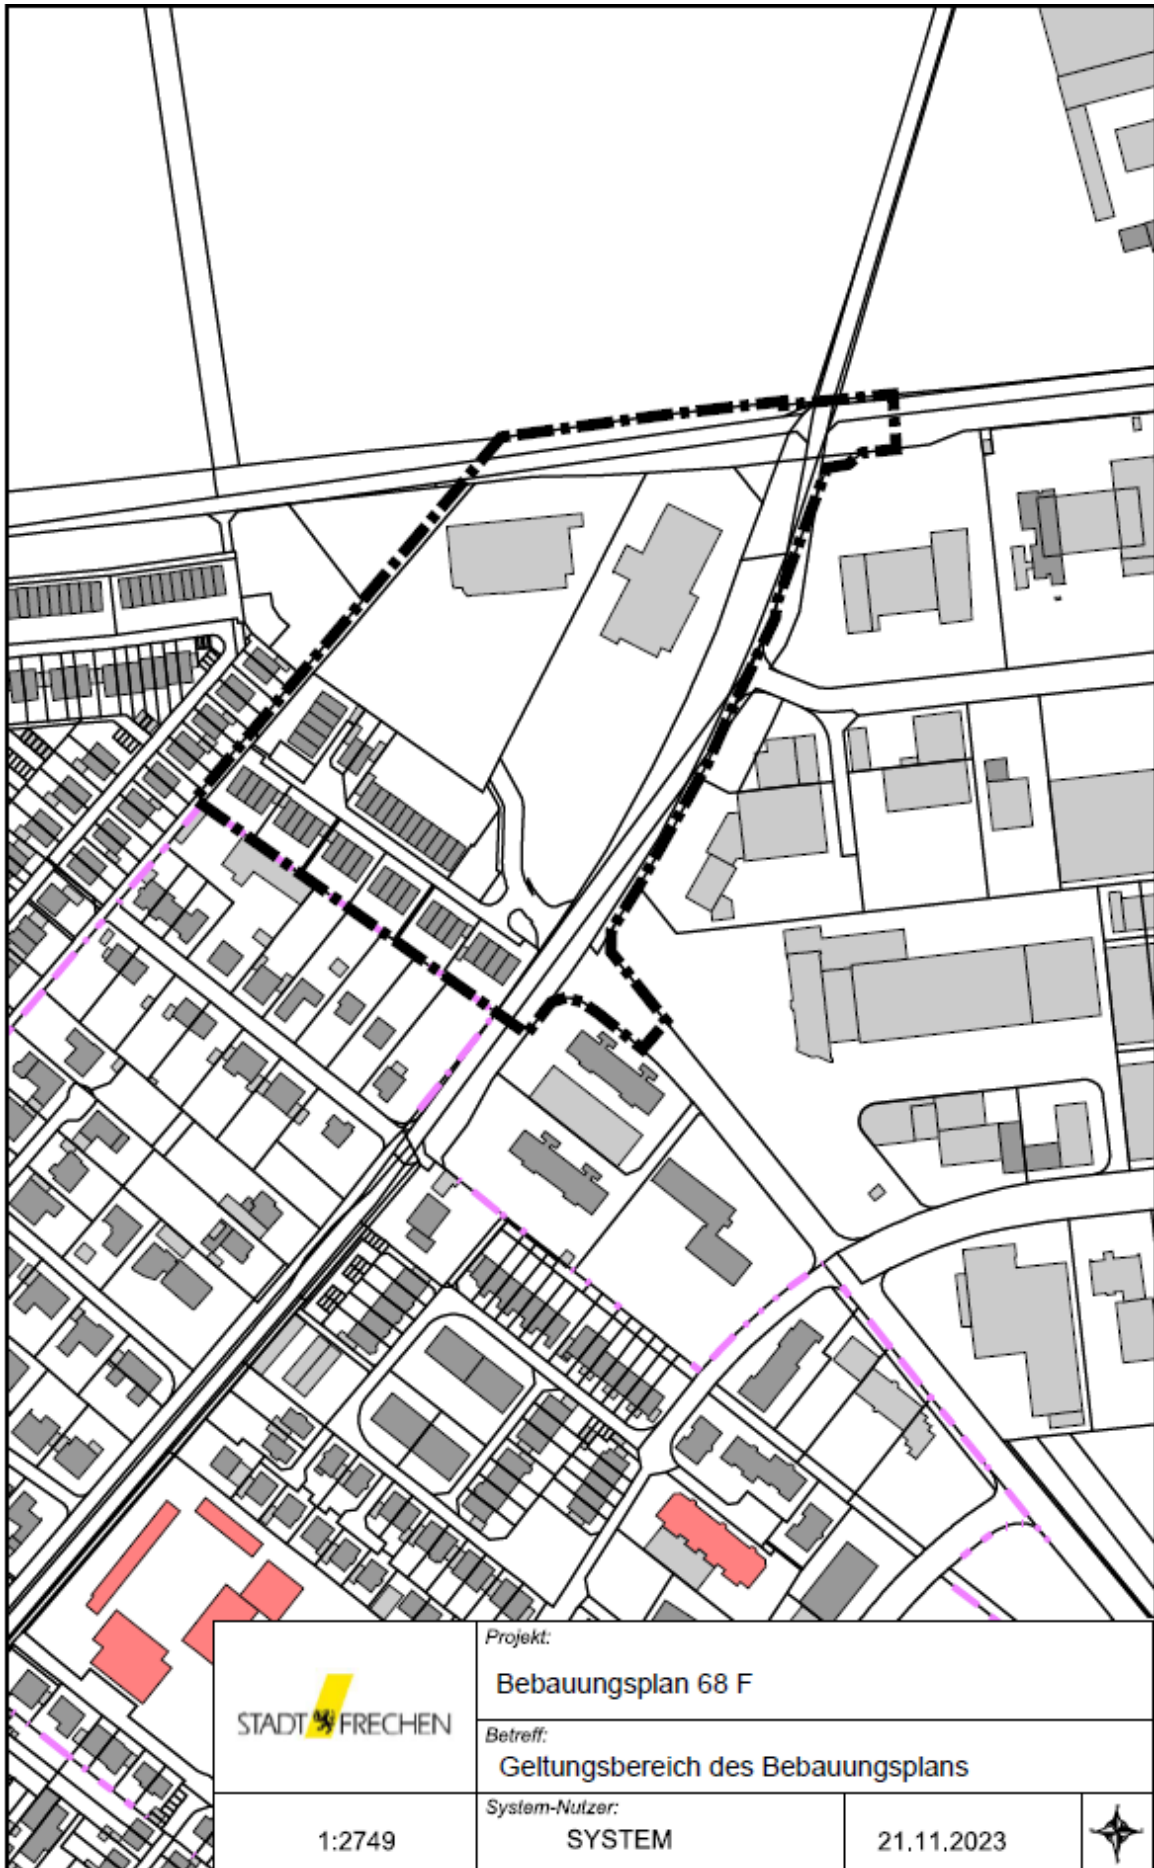 STADT FRECHEN
Projekt:
Bebauungsplan 68 F
Betreff:
Geltungsbereich des Bebauungsplans
1:2749
System-Nutzer:
SYSTEM
21.11.2023